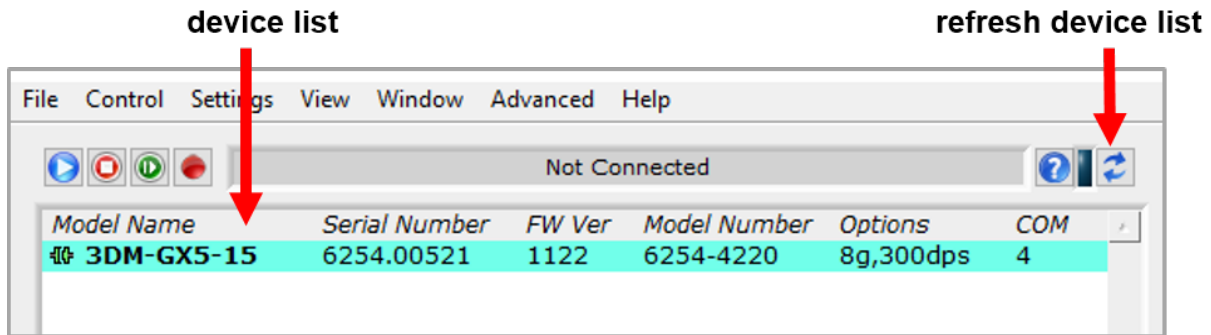 device list refresh device list
File Control Settings View Window Advanced Help
Not Connected
Model Name Serial Number FW Ver Model Number Options COM
3DM-GX5-15 6254.00521 1122 6254-4220 8g,300dps 4